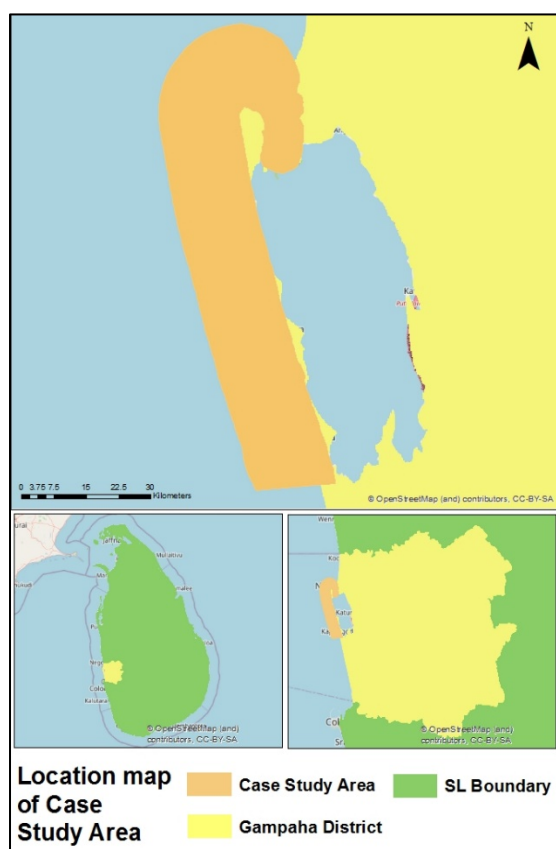 N
0 3.75 7.5 15 22.5 30
Kilometers
© OpenStreetMap (and) contributors, CC-BY-SA
Jaffna
Mullaittivu
© OpenStreetMap (and)
contributors, CC-BY-SA
© OpenStreetMap (and)
contributors, CC-BY-SA
Location map
of Case
Study Area
Case Study Area
SL Boundary
Gampaha District